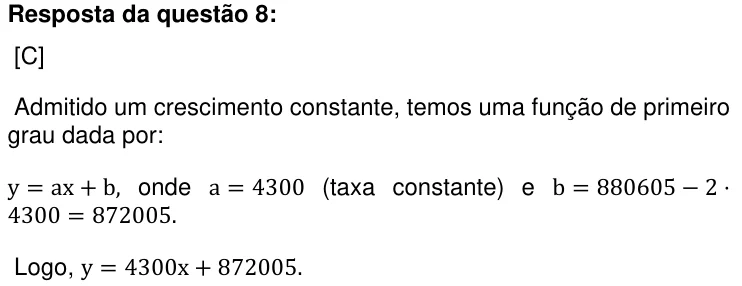 Resposta da questão 8:
[C]
Admitido um crescimento constante, temos uma função de primeiro
grau dada por:
y = ax + b, onde a = 4300 (taxa constante) e b = 880605 − 2 ·
4300 = 872005.
Logo, y = 4300x + 872005.